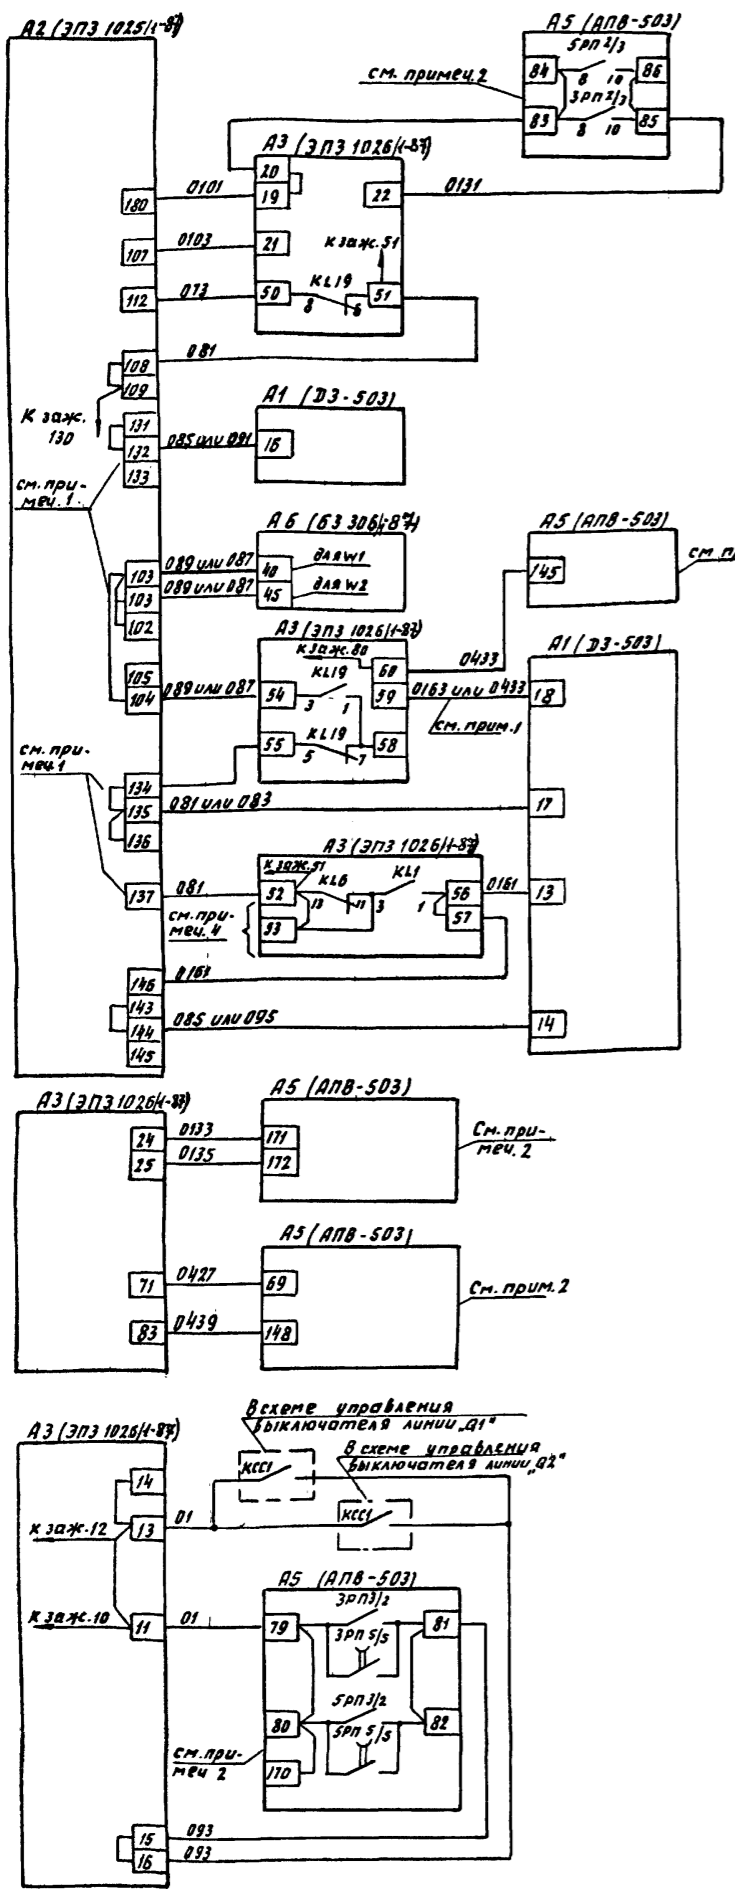 А2 (ЭПЗ 1025/1-87)
А5 (АПВ-503)
5РП 2/3
84
8
10
86
3РП 2/3
83
8
10
85
см. примеч. 2
А3 (ЭПЗ 1026/1-87)
20
180
0101
19
22
0131
107
0103
21
К заж. 51
112
073
50
KL19
8
6
51
108
081
109
К заж.
130
А1 (ДЗ-503)
131
132
085 или 091
16
133
см. при-
меч. 1
А6 (БЗ 306/1-87)
103
089 или 087
40
для W1
103
089 или 087
45
для W2
102
А5 (АПВ-503)
145
см п
А3 (ЭПЗ 1026/1-87)
К заж. 80
60
0433
А1 (ДЗ-503)
105
104
089 или 087
54
KL19
3
1
59
0163 или 0433
18
см. прим. 1
55
KL19
5
7
58
см. при-
меч. 1
134
135
081 или 083
17
136
А3 (ЭПЗ 1026/1-87)
К заж. 51
137
081
52
KL6
13
11
KL1
3
1
56
0161
13
53
57
см. при-
меч. 4
146
0161
143
144
085 или 095
14
145
А3 (ЭПЗ 1026/1-87)
А5 (АПВ-503)
24
0133
171
25
0135
172
См. при-
меч. 2
А5 (АПВ-503)
71
0427
69
См. прим. 2
83
0439
148
А3 (ЭПЗ 1026/1-87)
В схеме управления
выключателя линии „Q1"
КСС1
В схеме управления
выключателя линии „Q2"
КСС1
14
К заж. 12
13
01
А5 (АПВ-503)
К заж. 10
11
01
79
3РП3/2
81
3РП 5/5
5РП3/2
80
82
5РП 5/5
170
см. при-
меч 2
15
093
16
093